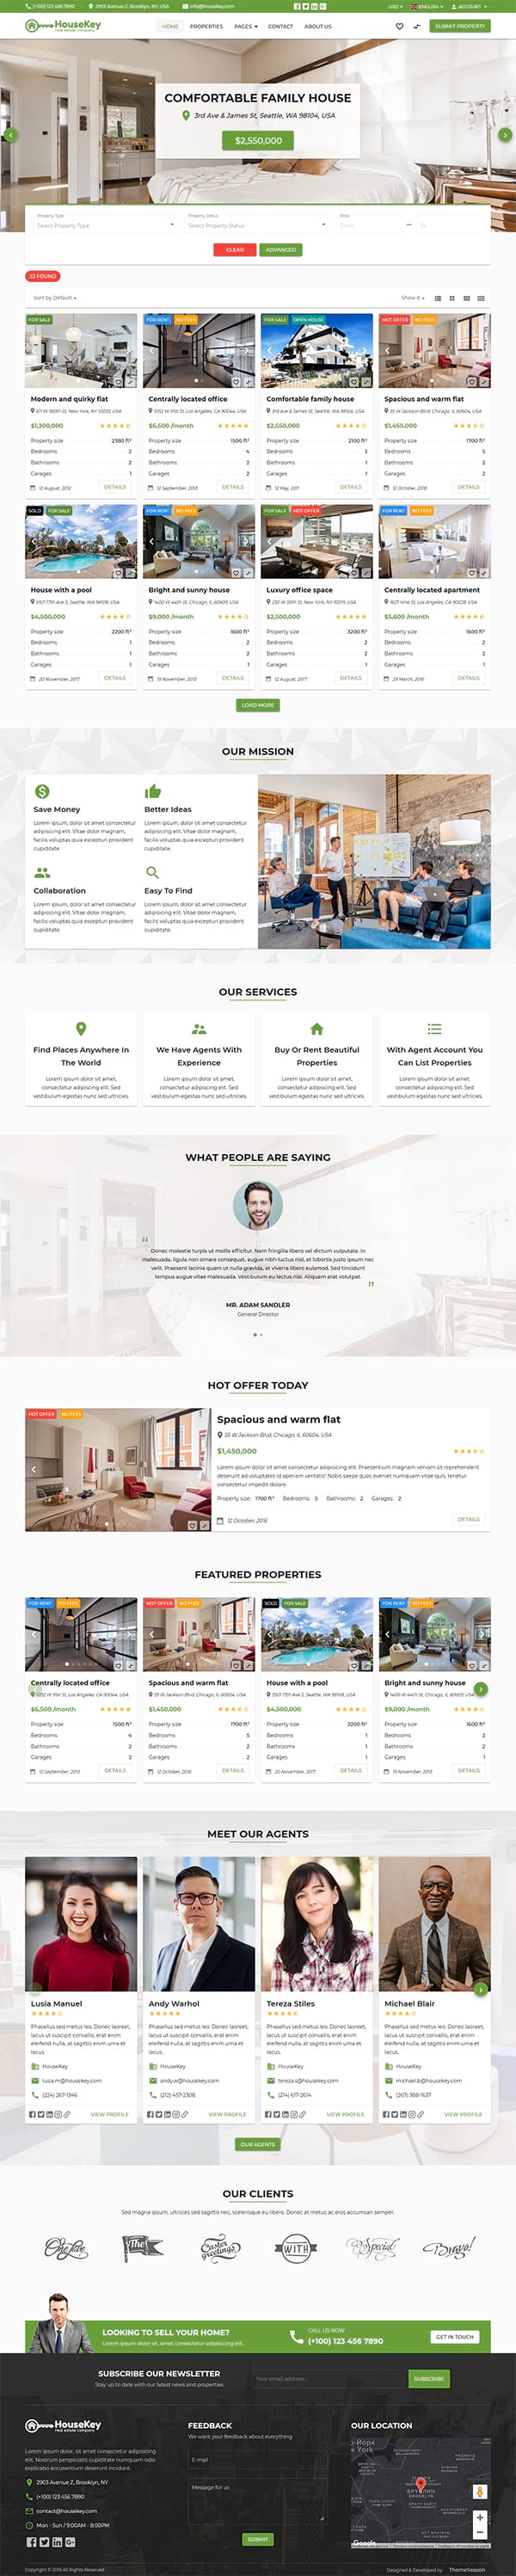 (+100) 123 456 7890 2903 Avenue Z, Brooklyn, NY, USA info@housekey.com USD ENGLISH ACCOUNT
HouseKey
real estate company
HOME PROPERTIES PAGES CONTACT ABOUT US SUBMIT PROPERTY
COMFORTABLE FAMILY HOUSE
3rd Ave & James St, Seattle, WA 98104, USA
$2,550,000
Property Type Property Status Price
Select Property Type Select Property Status From To
CLEAR ADVANCED
32 FOUND
Sort by Default Show 8
FOR SALE FOR RENT NO FEES FOR SALE OPEN HOUSE HOT OFFER NO FEES
Modern and quirky flat Centrally located office Comfortable family house Spacious and warm flat
611 W 180th St, New York, NY 10033, USA 1052 W 91st St, Los Angeles, CA 90044, USA 3rd Ave & James St, Seattle, WA 98104, USA 55 W Jackson Blvd, Chicago, IL 60604, USA
$1,300,000 $6,500 /month $2,550,000 $1,450,000
Property size 2380 ft² Property size 1500 ft² Property size 2100 ft² Property size 1700 ft²
Bedrooms 2 Bedrooms 4 Bedrooms 3 Bedrooms 5
Bathrooms 2 Bathrooms 2 Bathrooms 1 Bathrooms 2
Garages 1 Garages 2 Garages 1 Garages 2
12 August, 2012 DETAILS 12 September, 2013 DETAILS 12 May, 2011 DETAILS 12 October, 2016 DETAILS
SOLD FOR SALE FOR RENT NO FEES FOR SALE HOT OFFER FOR RENT NO FEES
House with a pool Bright and sunny house Luxury office space Centrally located apartment
5921 17th Ave S, Seattle, WA 98108, USA 1400 W 44th St, Chicago, IL 60609, USA 230 W 55th St, New York, NY 10019, USA 1627 Vine St, Los Angeles, CA 90028, USA
$4,500,000 $9,000 /month $2,500,000 $5,600 /month
Property size 2200 ft² Property size 1600 ft² Property size 3200 ft² Property size 1600 ft²
Bedrooms 1 Bedrooms 2 Bedrooms 2 Bedrooms 2
Bathrooms 1 Bathrooms 2 Bathrooms 2 Bathrooms 2
Garages 1 Garages 1 Garages 2 Garages 1
20 November, 2017 DETAILS 19 November, 2013 DETAILS 12 August, 2017 DETAILS 29 March, 2016 DETAILS
LOAD MORE
OUR MISSION
Save Money Better Ideas
Lorem ipsum, dolor sit amet consectetur Lorem ipsum, dolor sit amet consectetur
adipisicing elit. Vitae dolor magnam, adipisicing elit. Vitae dolor magnam,
facilis voluptas quia excepturi provident facilis voluptas quia excepturi provident
cupiditate. cupiditate.
Collaboration Easy To Find
Lorem ipsum, dolor sit amet consectetur Lorem ipsum, dolor sit amet consectetur
adipisicing elit. Vitae dolor magnam, adipisicing elit. Vitae dolor magnam,
facilis voluptas quia excepturi provident facilis voluptas quia excepturi provident
cupiditate. cupiditate.
OUR SERVICES
Find Places Anywhere In We Have Agents With Buy Or Rent Beautiful With Agent Account You
The World Experience Properties Can List Properties
Lorem ipsum dolor sit amet, Lorem ipsum dolor sit amet, Lorem ipsum dolor sit amet, Lorem ipsum dolor sit amet,
consectetur adipiscing elit. Sed consectetur adipiscing elit. Sed consectetur adipiscing elit. Sed consectetur adipiscing elit. Sed
vestibulum egestas nunc sed ultricies. vestibulum egestas nunc sed ultricies. vestibulum egestas nunc sed ultricies. vestibulum egestas nunc sed ultricies.
WHAT PEOPLE ARE SAYING
Donec molestie turpis ut mollis efficitur. Nam fringilla libero vel dictum vulputate. In
malesuada, ligula non ornare consequat, augue nibh luctus nisl, et lobortis justo ipsum nec
velit. Praesent lacinia quam ut nulla gravida, at viverra libero euismod. Sed tincidunt
tempus augue vitae malesuada. Vestibulum eu lectus nisi. Aliquam erat volutpat.
MR. ADAM SANDLER
General Director
HOT OFFER TODAY
HOT OFFER NO FEES
Spacious and warm flat
55 W Jackson Blvd, Chicago, IL 60604, USA
$1,450,000
Lorem ipsum dolor sit amet consectetur adipisicing elit. Praesentium magnam veniam sit reprehenderit
deserunt ad voluptates id aperiam veritatis! Nobis saepe quos eveniet numquam vitae quis, tenetur
consectetur impedit dolore.
Property size: 1700 ft² Bedrooms: 5 Bathrooms: 2 Garages: 2
12 October, 2016 DETAILS
FEATURED PROPERTIES
FOR RENT NO FEES HOT OFFER NO FEES SOLD FOR SALE FOR RENT NO FEES
Centrally located office Spacious and warm flat House with a pool Bright and sunny house
1052 W 91st St, Los Angeles, CA 90044, USA 55 W Jackson Blvd, Chicago, IL 60604, USA 5921 17th Ave S, Seattle, WA 98108, USA 1400 W 44th St, Chicago, IL 60609, USA
$6,500 /month $1,450,000 $4,500,000 $9,000 /month
Property size 1500 ft² Property size 1700 ft² Property size 2200 ft² Property size 1600 ft²
Bedrooms 4 Bedrooms 5 Bedrooms 1 Bedrooms 2
Bathrooms 2 Bathrooms 2 Bathrooms 1 Bathrooms 2
Garages 2 Garages 2 Garages 1 Garages 1
12 September, 2013 DETAILS 12 October, 2016 DETAILS 20 November, 2017 DETAILS 19 November, 2013 DETAILS
MEET OUR AGENTS
Lusia Manuel Andy Warhol Tereza Stiles Michael Blair
Phasellus sed metus leo. Donec laoreet, Phasellus sed metus leo. Donec laoreet, Phasellus sed metus leo. Donec laoreet, Phasellus sed metus leo. Donec laoreet,
lacus ut suscipit convallis, erat enim lacus ut suscipit convallis, erat enim lacus ut suscipit convallis, erat enim lacus ut suscipit convallis, erat enim
eleifend nulla, at sagittis enim urna et eleifend nulla, at sagittis enim urna et eleifend nulla, at sagittis enim urna et eleifend nulla, at sagittis enim urna et
lacus. lacus. lacus. lacus.
HouseKey HouseKey HouseKey HouseKey
lusia.m@housekey.com andy.w@housekey.com tereza.s@housekey.com michael.b@housekey.com
(224) 267-1346 (212) 457-2308 (214) 617-2614 (267) 388-1637
VIEW PROFILE VIEW PROFILE VIEW PROFILE VIEW PROFILE
OUR AGENTS
OUR CLIENTS
Sed magna ipsum, ultricies sed sagittis nec, scelerisque eu libero. Donec at metus ac eros accumsan semper.
One love The Easter greetings WITH Special Bravo!
LOOKING TO SELL YOUR HOME?
Lorem ipsum dolor sit, amet consectetur adipisicing elit.
CALL US NOW
(+100) 123 456 7890
GET IN TOUCH
SUBSCRIBE OUR NEWSLETTER
Stay up to date with our latest news and properties
Your email address... SUBSCRIBE
HouseKey
real estate company
Lorem ipsum dolor sit, amet consectetur adipisicing
elit. Nostrum perspiciatis cupiditate numquam odio
explicabo accusantium deserunt incidunt.
2903 Avenue Z, Brooklyn, NY
(+100) 123 456 7890
contact@housekey.com
Mon - Sun / 9:00AM - 8:00PM
FEEDBACK
We want your feedback about everything
E-mail
Message for us
SUBMIT
OUR LOCATION
БРУКЛИН
BROOKLYN
Google
Copyright © 2019 All Rights Reserved Designed & Developed by ThemeSeason